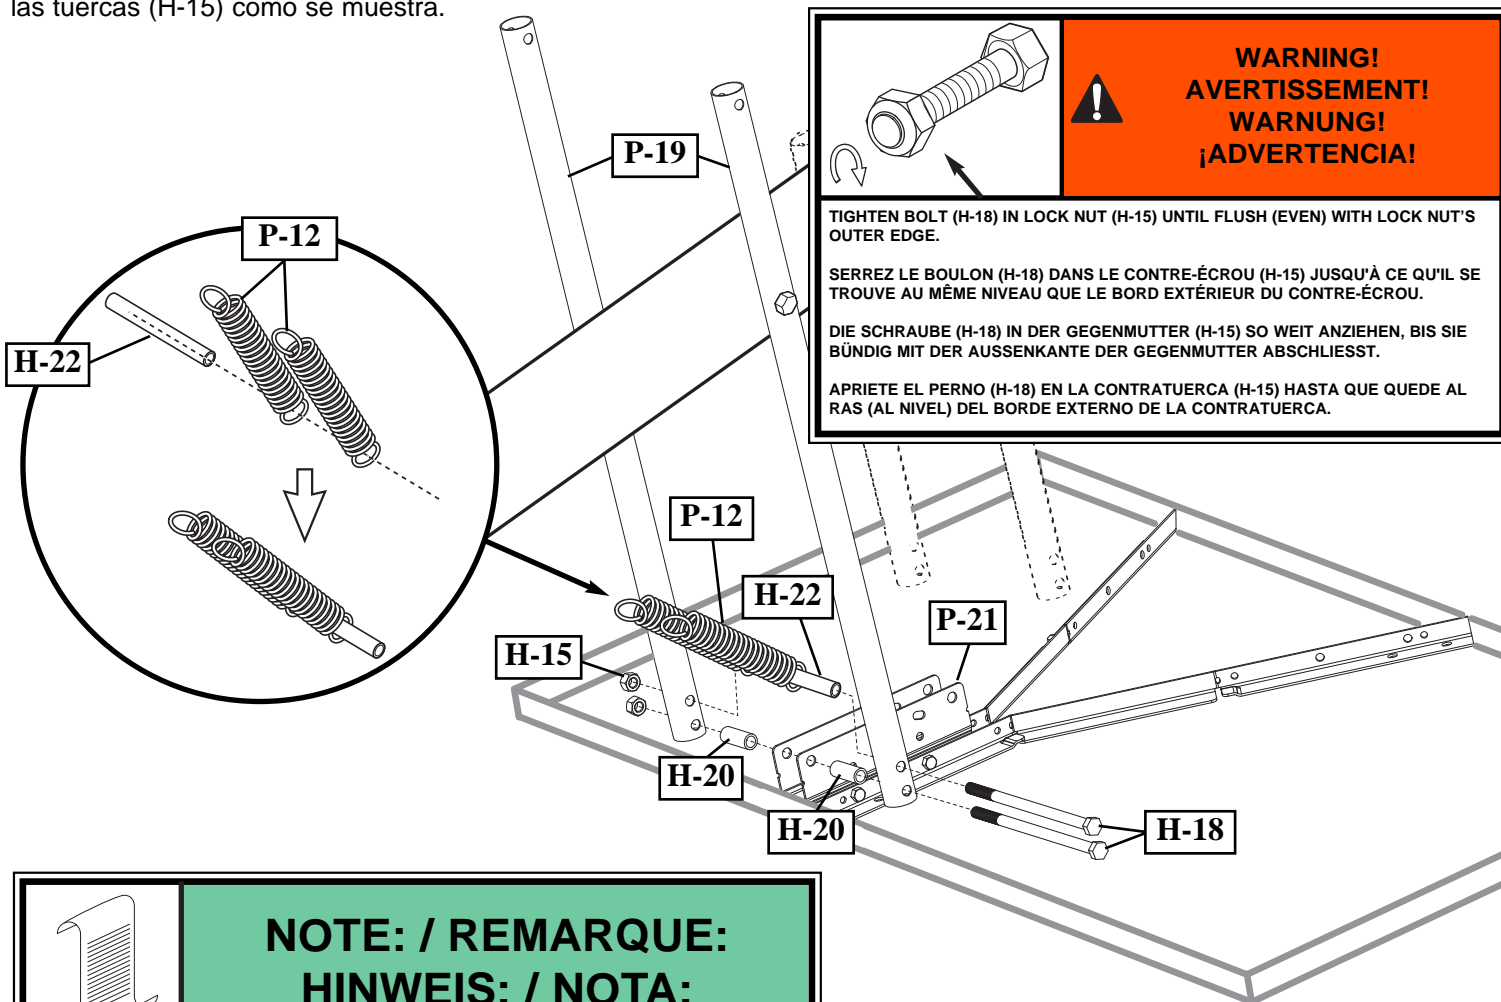 las tuercas (H-15) como se muestra.
WARNING!
AVERTISSEMENT!
WARNUNG!
¡ADVERTENCIA!
TIGHTEN BOLT (H-18) IN LOCK NUT (H-15) UNTIL FLUSH (EVEN) WITH LOCK NUT'S
OUTER EDGE.
SERREZ LE BOULON (H-18) DANS LE CONTRE-ÉCROU (H-15) JUSQU'À CE QU'IL SE
TROUVE AU MÊME NIVEAU QUE LE BORD EXTÉRIEUR DU CONTRE-ÉCROU.
DIE SCHRAUBE (H-18) IN DER GEGENMUTTER (H-15) SO WEIT ANZIEHEN, BIS SIE
BÜNDIG MIT DER AUSSENKANTE DER GEGENMUTTER ABSCHLIESST.
APRIETE EL PERNO (H-18) EN LA CONTRATUERCA (H-15) HASTA QUE QUEDE AL
RAS (AL NIVEL) DEL BORDE EXTERNO DE LA CONTRATUERCA.
P-19
P-12
H-22
P-12
H-22
P-21
H-15
H-20
H-20
H-18
NOTE: / REMARQUE:
HINWEIS: / NOTA: